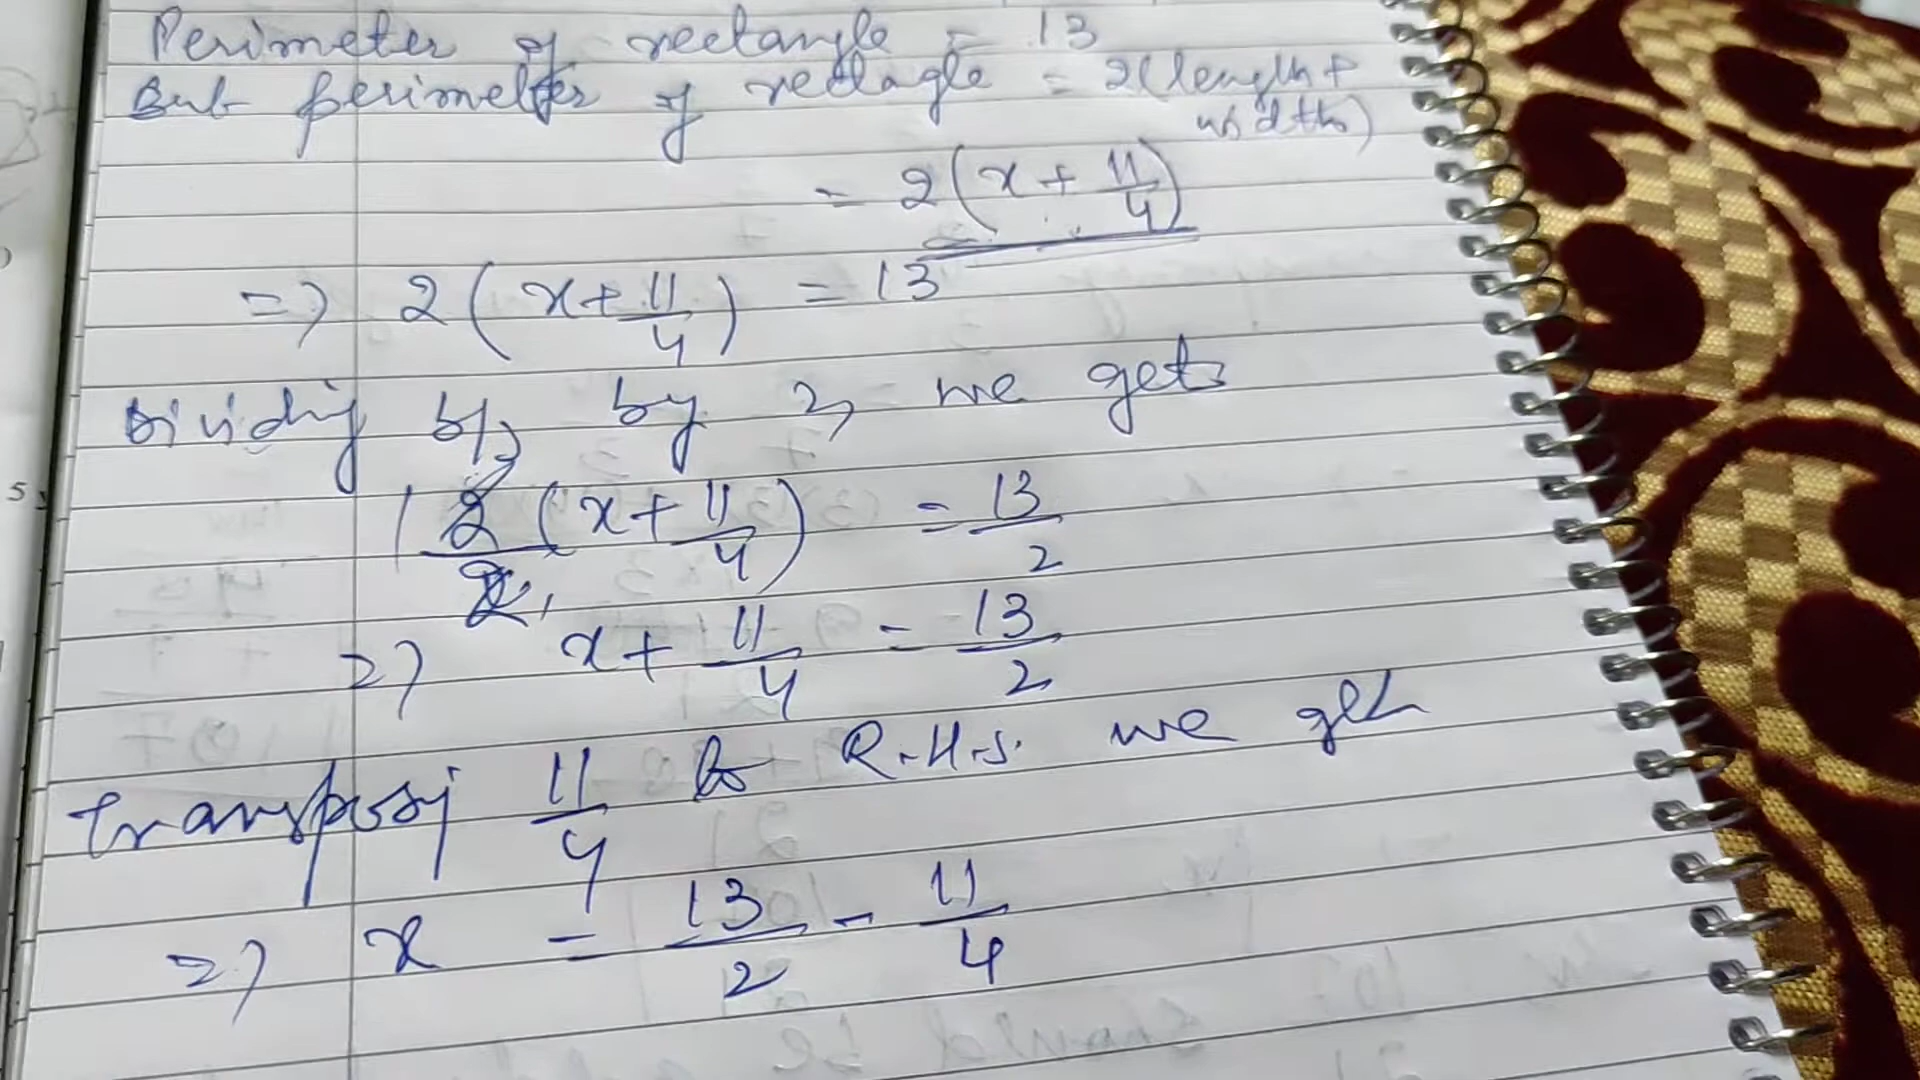 Perimeter of rectangle = 13
But perimeter of rectagle = 2(length +
width)
= 2(x + 11/4)
=> 2(x + 11/4) = 13
Dividing b/s by 2, we get
2/2 (x + 11/4) = 13/2
=> x + 11/4 = 13/2
transposing 11/4 to R.H.S. we get
=> x = 13/2 - 11/4